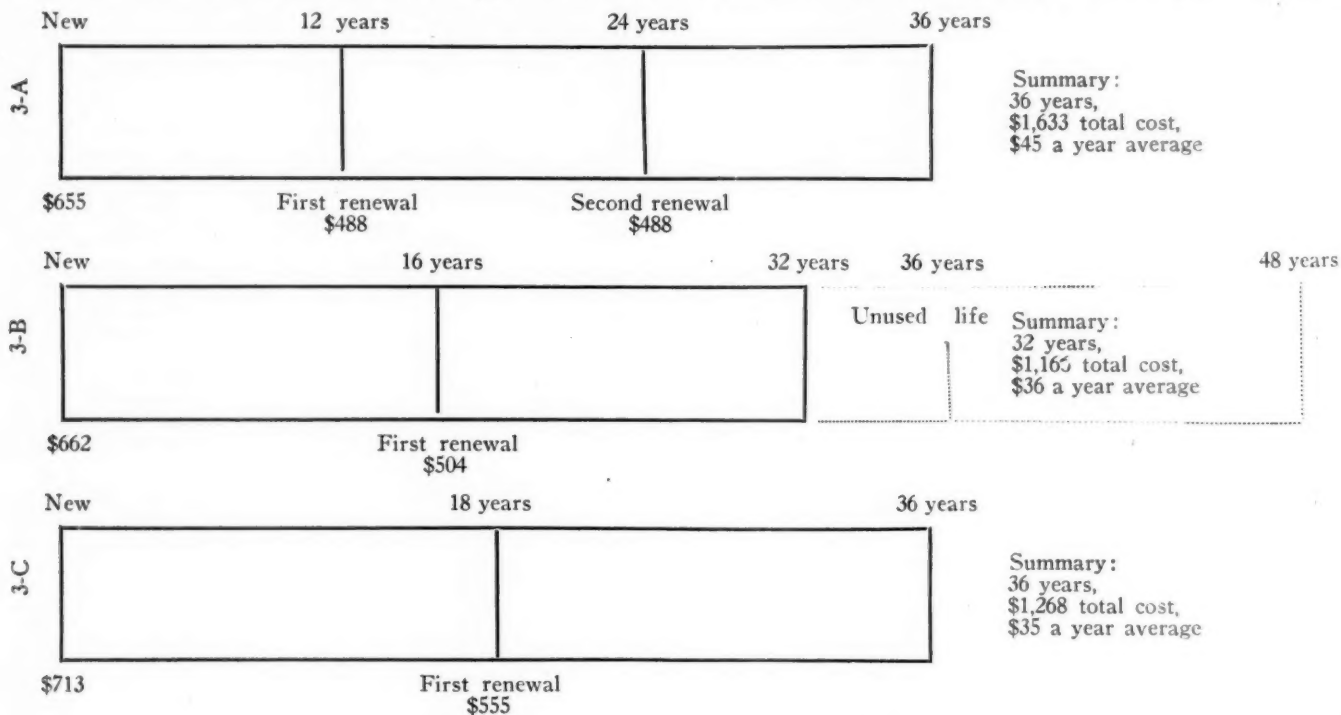 New 12 years 24 years 36 years
3-A
Summary:
36 years,
$1,633 total cost,
$45 a year average
$655 First renewal Second renewal
$488 $488
New 16 years 32 years 36 years 48 years
3-B
Unused life
Summary:
32 years,
total cost,
$36 a year average
$662 First renewal
$504
New 18 years 36 years
3-C
Summary:
36 years,
$1,268 total cost,
$35 a year average
$713 First renewal
$555